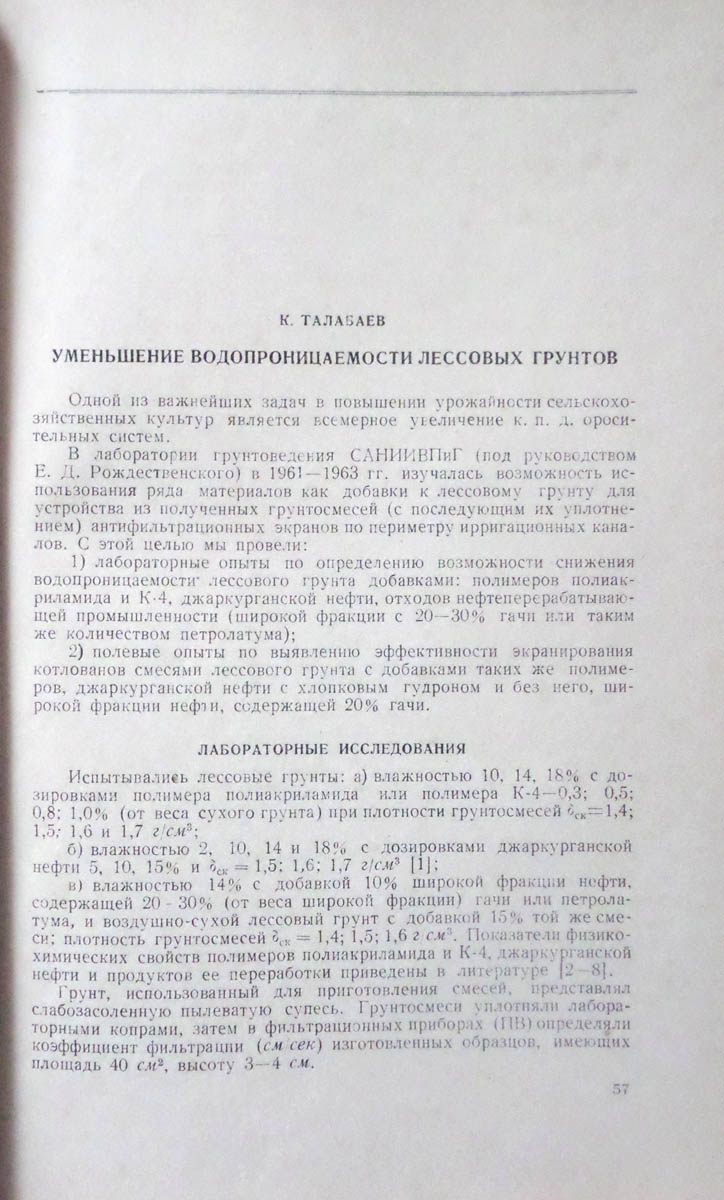 К. ТАЛАБАЕВ
УМЕНЬШЕНИЕ ВОДОПРОНИЦАЕМОСТИ ЛЕССОВЫХ ГРУНТОВ
Одной из важнейших задач в повышении урожайности сельскохо-
зяйственных культур является всемерное увеличение к. п. д. ороси-
тельных систем.
В лаборатории грунтоведения САНИИВПиГ (под руководством
Е. Д. Рождественского) в 1961—1963 гг. изучалась возможность ис-
пользования ряда материалов как добавки к лессовому грунту для
устройства из полученных грунтосмесей (с последующим их уплотне-
нием) антифильтрационных экранов по периметру ирригационных кана-
лов. С этой целью мы провели:
1) лабораторные опыты по определению возможности снижения
водопроницаемости лессового грунта добавками: полимеров полиак-
риламида и К-4, джаркурганской нефти, отходов нефтеперерабатываю-
щей промышленности (широкой фракции с 20—30% гачи или таким
же количеством петролатума);
2) полевые опыты по выявлению эффективности экранирования
котлованов смесями лессового грунта с добавками таких же полиме-
ров, джаркурганской нефти с хлопковым гудроном и без него, ши-
рокой фракции нефти, содержащей 20% гачи.
ЛАБОРАТОРНЫЕ ИССЛЕДОВАНИЯ
Испытывались лессовые грунты: а) влажностью 10, 14, 18% с до-
зировками полимера полиакриламида или полимера К-4—0,3; 0,5;
0,8; 1,0% (от веса сухого грунта) при плотности грунтосмесей δск=1,4;
1,5; 1,6 и 1,7 г/см³;
б) влажностью 2, 10, 14 и 18% с дозировками джаркурганской
нефти 5, 10, 15% и δск = 1,5; 1,6; 1,7 г/см³ [1];
в) влажностью 14% с добавкой 10% широкой фракции нефти,
содержащей 20-30% (от веса широкой фракции) гачи или петрола-
тума, и воздушно-сухой лессовый грунт с добавкой 15% той же сме-
си; плотность грунтосмесей δск = 1,4; 1,5; 1,6 г см³. Показатели физико-
химических свойств полимеров полиакриламида и К-4, джаркурганской
нефти и продуктов ее переработки приведены в литературе [2—8].
Грунт, использованный для приготовления смесей, представлял
слабозасоленную пылеватую супесь. Грунтосмеси уплотняли лабора-
торными копрами, затем в фильтрационных приборах (ПВ) определяли
коэффициент фильтрации (см сек) изготовленных образцов, имеющих
площадь 40 см², высоту 3—4 см.
57